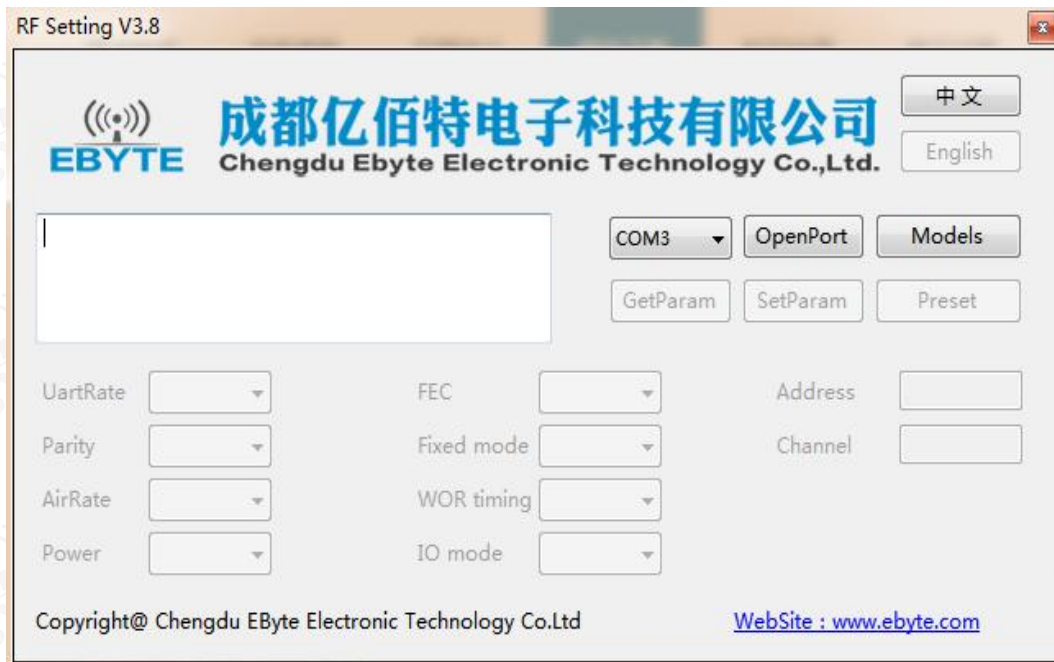 RF Setting V3.8
x
中文
EBYTE
成都亿佰特电子科技有限公司
Chengdu Ebyte Electronic Technology Co.,Ltd.
English
COM3
OpenPort
Models
GetParam
SetParam
Preset
UartRate
FEC
Address
Parity
Fixed mode
Channel
AirRate
WOR timing
Power
IO mode
Copyright@ Chengdu EByte Electronic Technology Co.Ltd
WebSite : www.ebyte.com